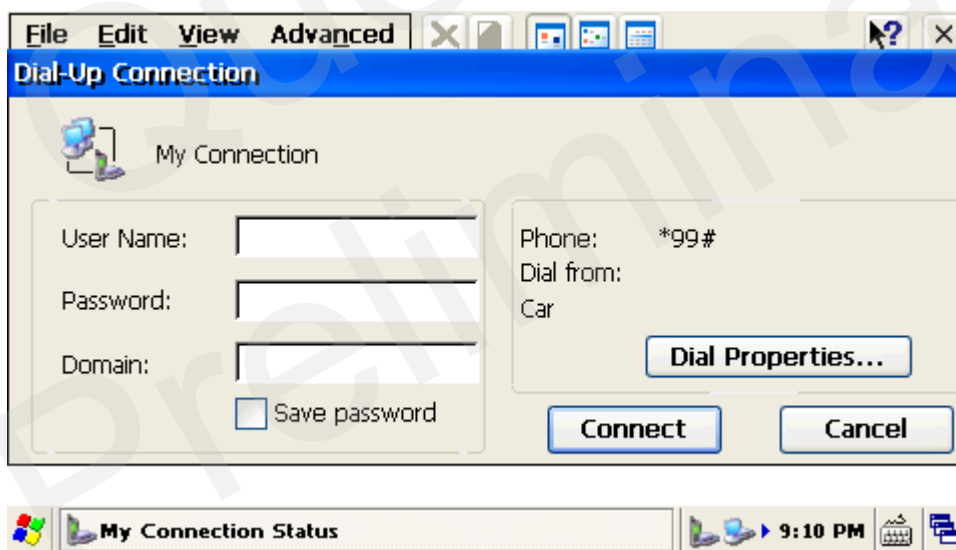 File Edit View Advanced
Dial-Up Connection
My Connection
User Name:
Password:
Domain:
Save password
Phone: *99#
Dial from:
Car
Dial Properties...
Connect Cancel
My Connection Status 9:10 PM